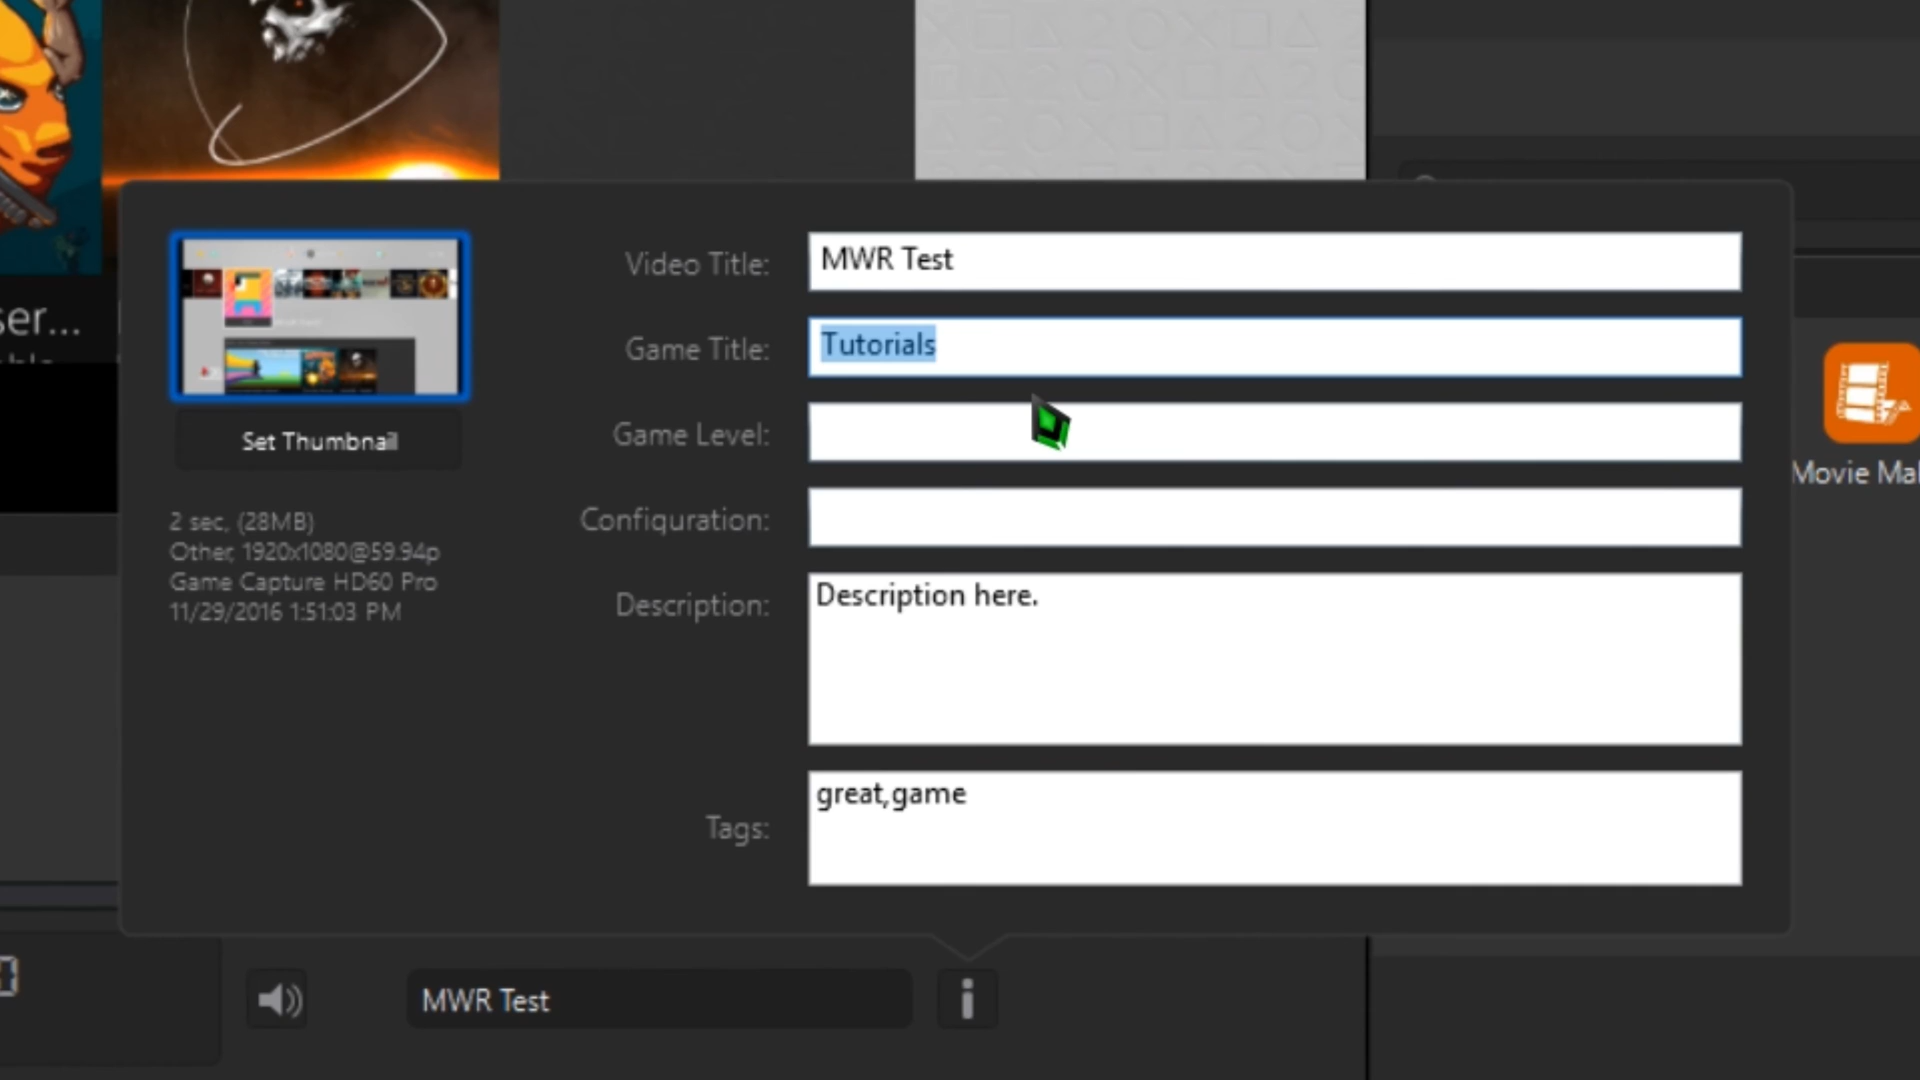 ser...
Video Title: MWR Test
Game Title: Tutorials
Game Level:
Configuration:
Description: Description here.
Tags: great,game
Set Thumbnail
2 sec, (28MB)
Other, 1920x1080@59.94p
Game Capture HD60 Pro
11/29/2016 1:51:03 PM
Movie Mak
MWR Test